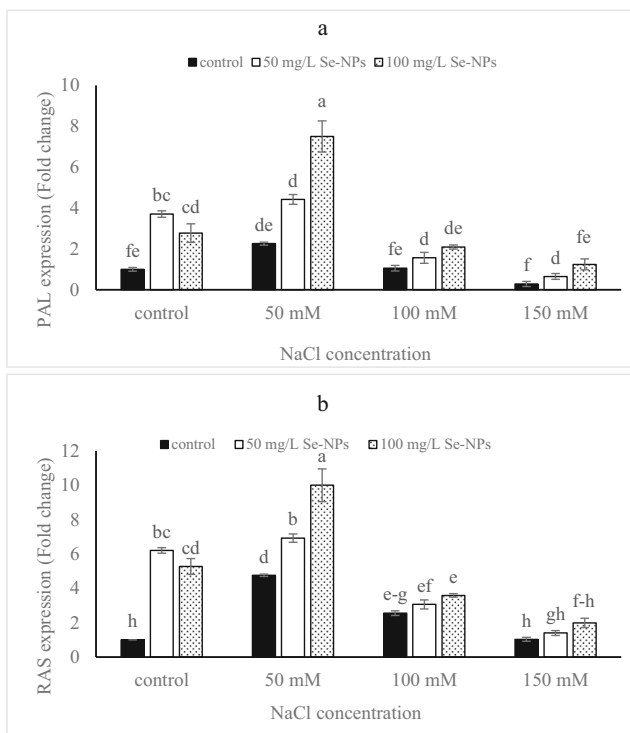 a
control 50 mg/L Se-NPs 100 mg/L Se-NPs
PAL expression (Fold change)
10
8
6
4
2
0
fe bc cd de d a fe d de f d fe
control 50 mM 100 mM 150 mM
NaCl concentration
b
control 50 mg/L Se-NPs 100 mg/L Se-NPs
RAS expression (Fold change)
12
10
8
6
4
2
0
h bc cd d b a e-g ef e h gh f-h
control 50 mM 100 mM 150 mM
NaCl concentration